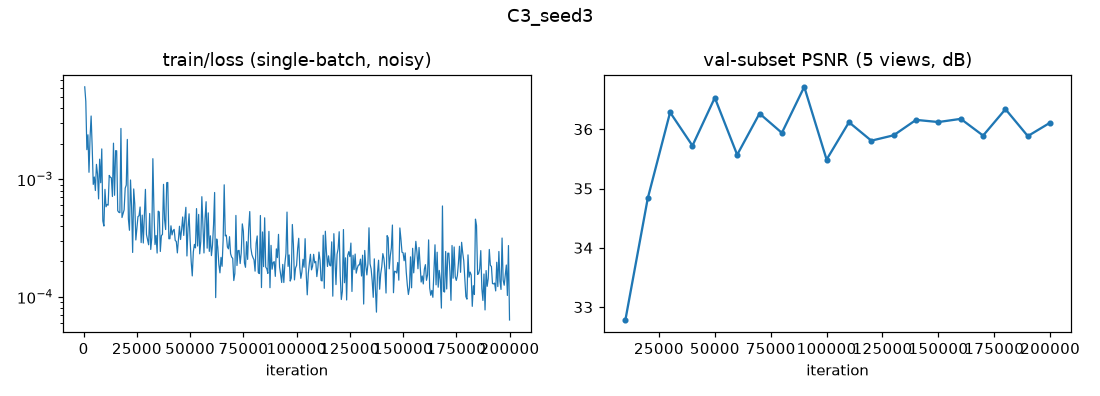 C3_seed3
train/loss (single-batch, noisy)
val-subset PSNR (5 views, dB)
10⁻³
10⁻⁴
0 25000 50000 75000 100000 125000 150000 175000 200000
iteration
36
35
34
33
25000 50000 75000 100000 125000 150000 175000 200000
iteration